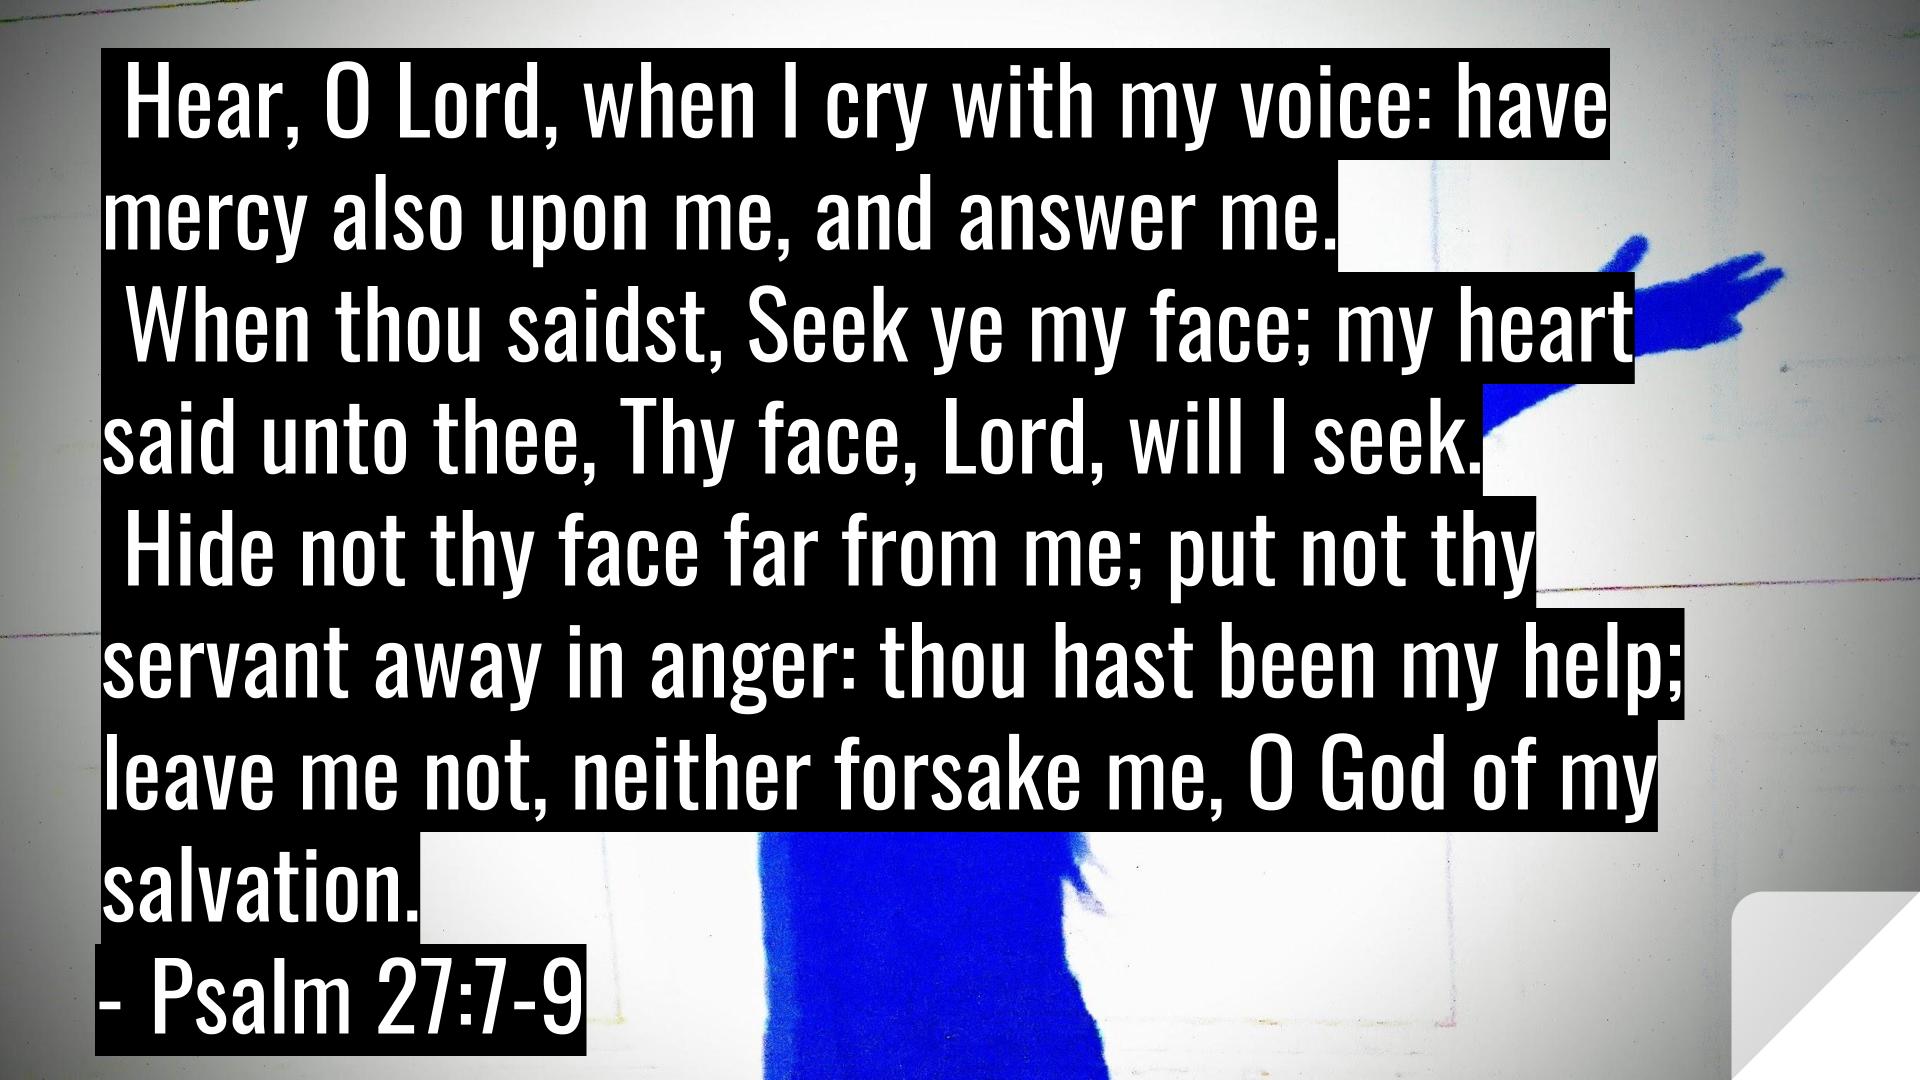 Hear, O Lord, when I cry with my voice: have
mercy also upon me, and answer me.
When thou saidst, Seek ye my face; my heart
said unto thee, Thy face, Lord, will I seek.
Hide not thy face far from me; put not thy
servant away in anger: thou hast been my help;
leave me not, neither forsake me, O God of my
salvation.
- Psalm 27:7-9